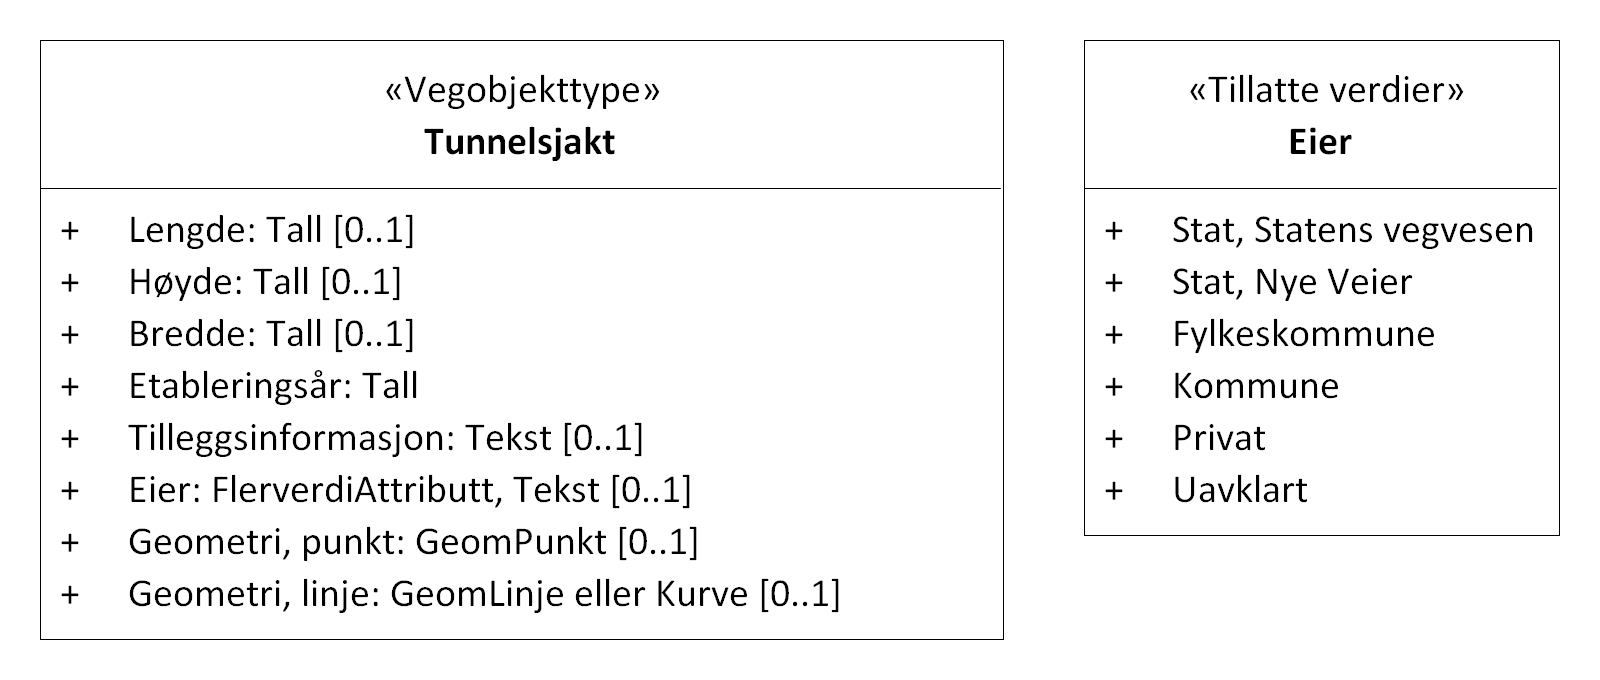 «Vegobjekttype»
Tunnelsjakt
+ Lengde: Tall [0..1]
+ Høyde: Tall [0..1]
+ Bredde: Tall [0..1]
+ Etableringsår: Tall
+ Tilleggsinformasjon: Tekst [0..1]
+ Eier: FlerverdiAttributt, Tekst [0..1]
+ Geometri, punkt: GeomPunkt [0..1]
+ Geometri, linje: GeomLinje eller Kurve [0..1]
«Tillatte verdier»
Eier
+ Stat, Statens vegvesen
+ Stat, Nye Veier
+ Fylkeskommune
+ Kommune
+ Privat
+ Uavklart